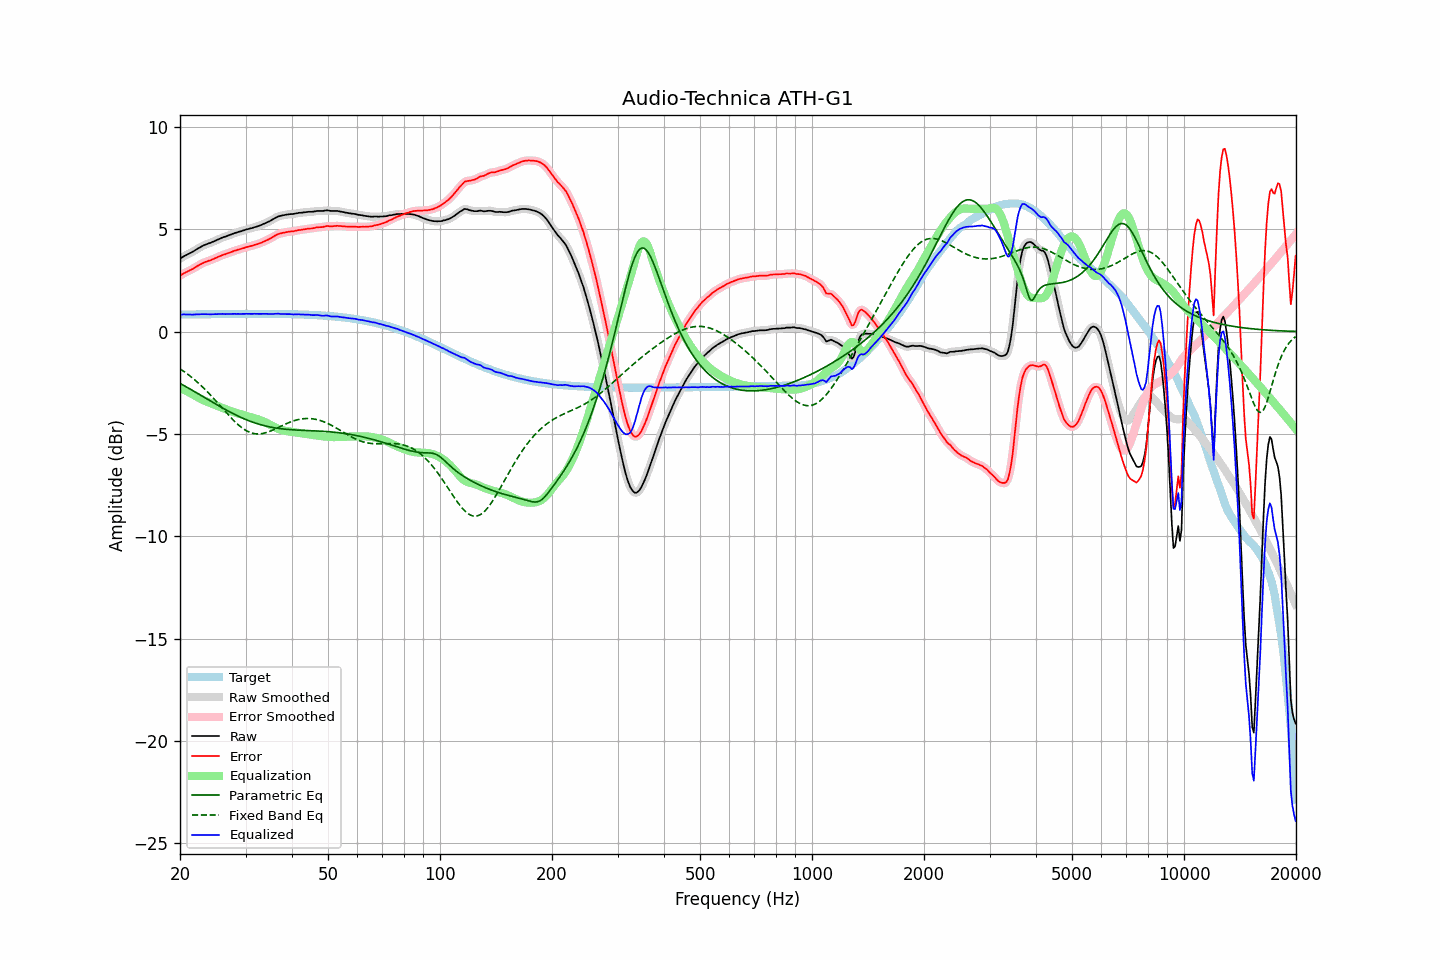 Audio-Technica ATH-G1
Amplitude (dBr)
10
5
0
−5
−10
−15
−20
−25
Target
Raw Smoothed
Error Smoothed
Raw
Error
Equalization
Parametric Eq
Fixed Band Eq
Equalized
20 50 100 200 500 1000 2000 5000 10000 20000
Frequency (Hz)